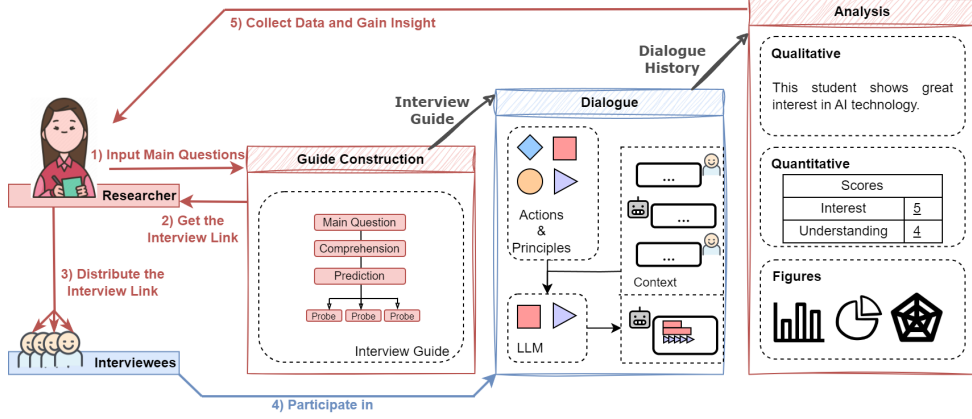 5) Collect Data and Gain Insight
Analysis
Dialogue
History
Qualitative
This student shows great
interest in AI technology.
Interview
Guide
Dialogue
1) Input Main Questions
Guide Construction
Researcher
2) Get the
Interview Link
Main Question
Comprehension
Prediction
Probe Probe Probe
Interview Guide
Actions
&
Principles
...
...
...
Context
LLM
Quantitative
Scores
Interest 5
Understanding 4
Figures
3) Distribute the
Interview Link
Interviewees
4) Participate in